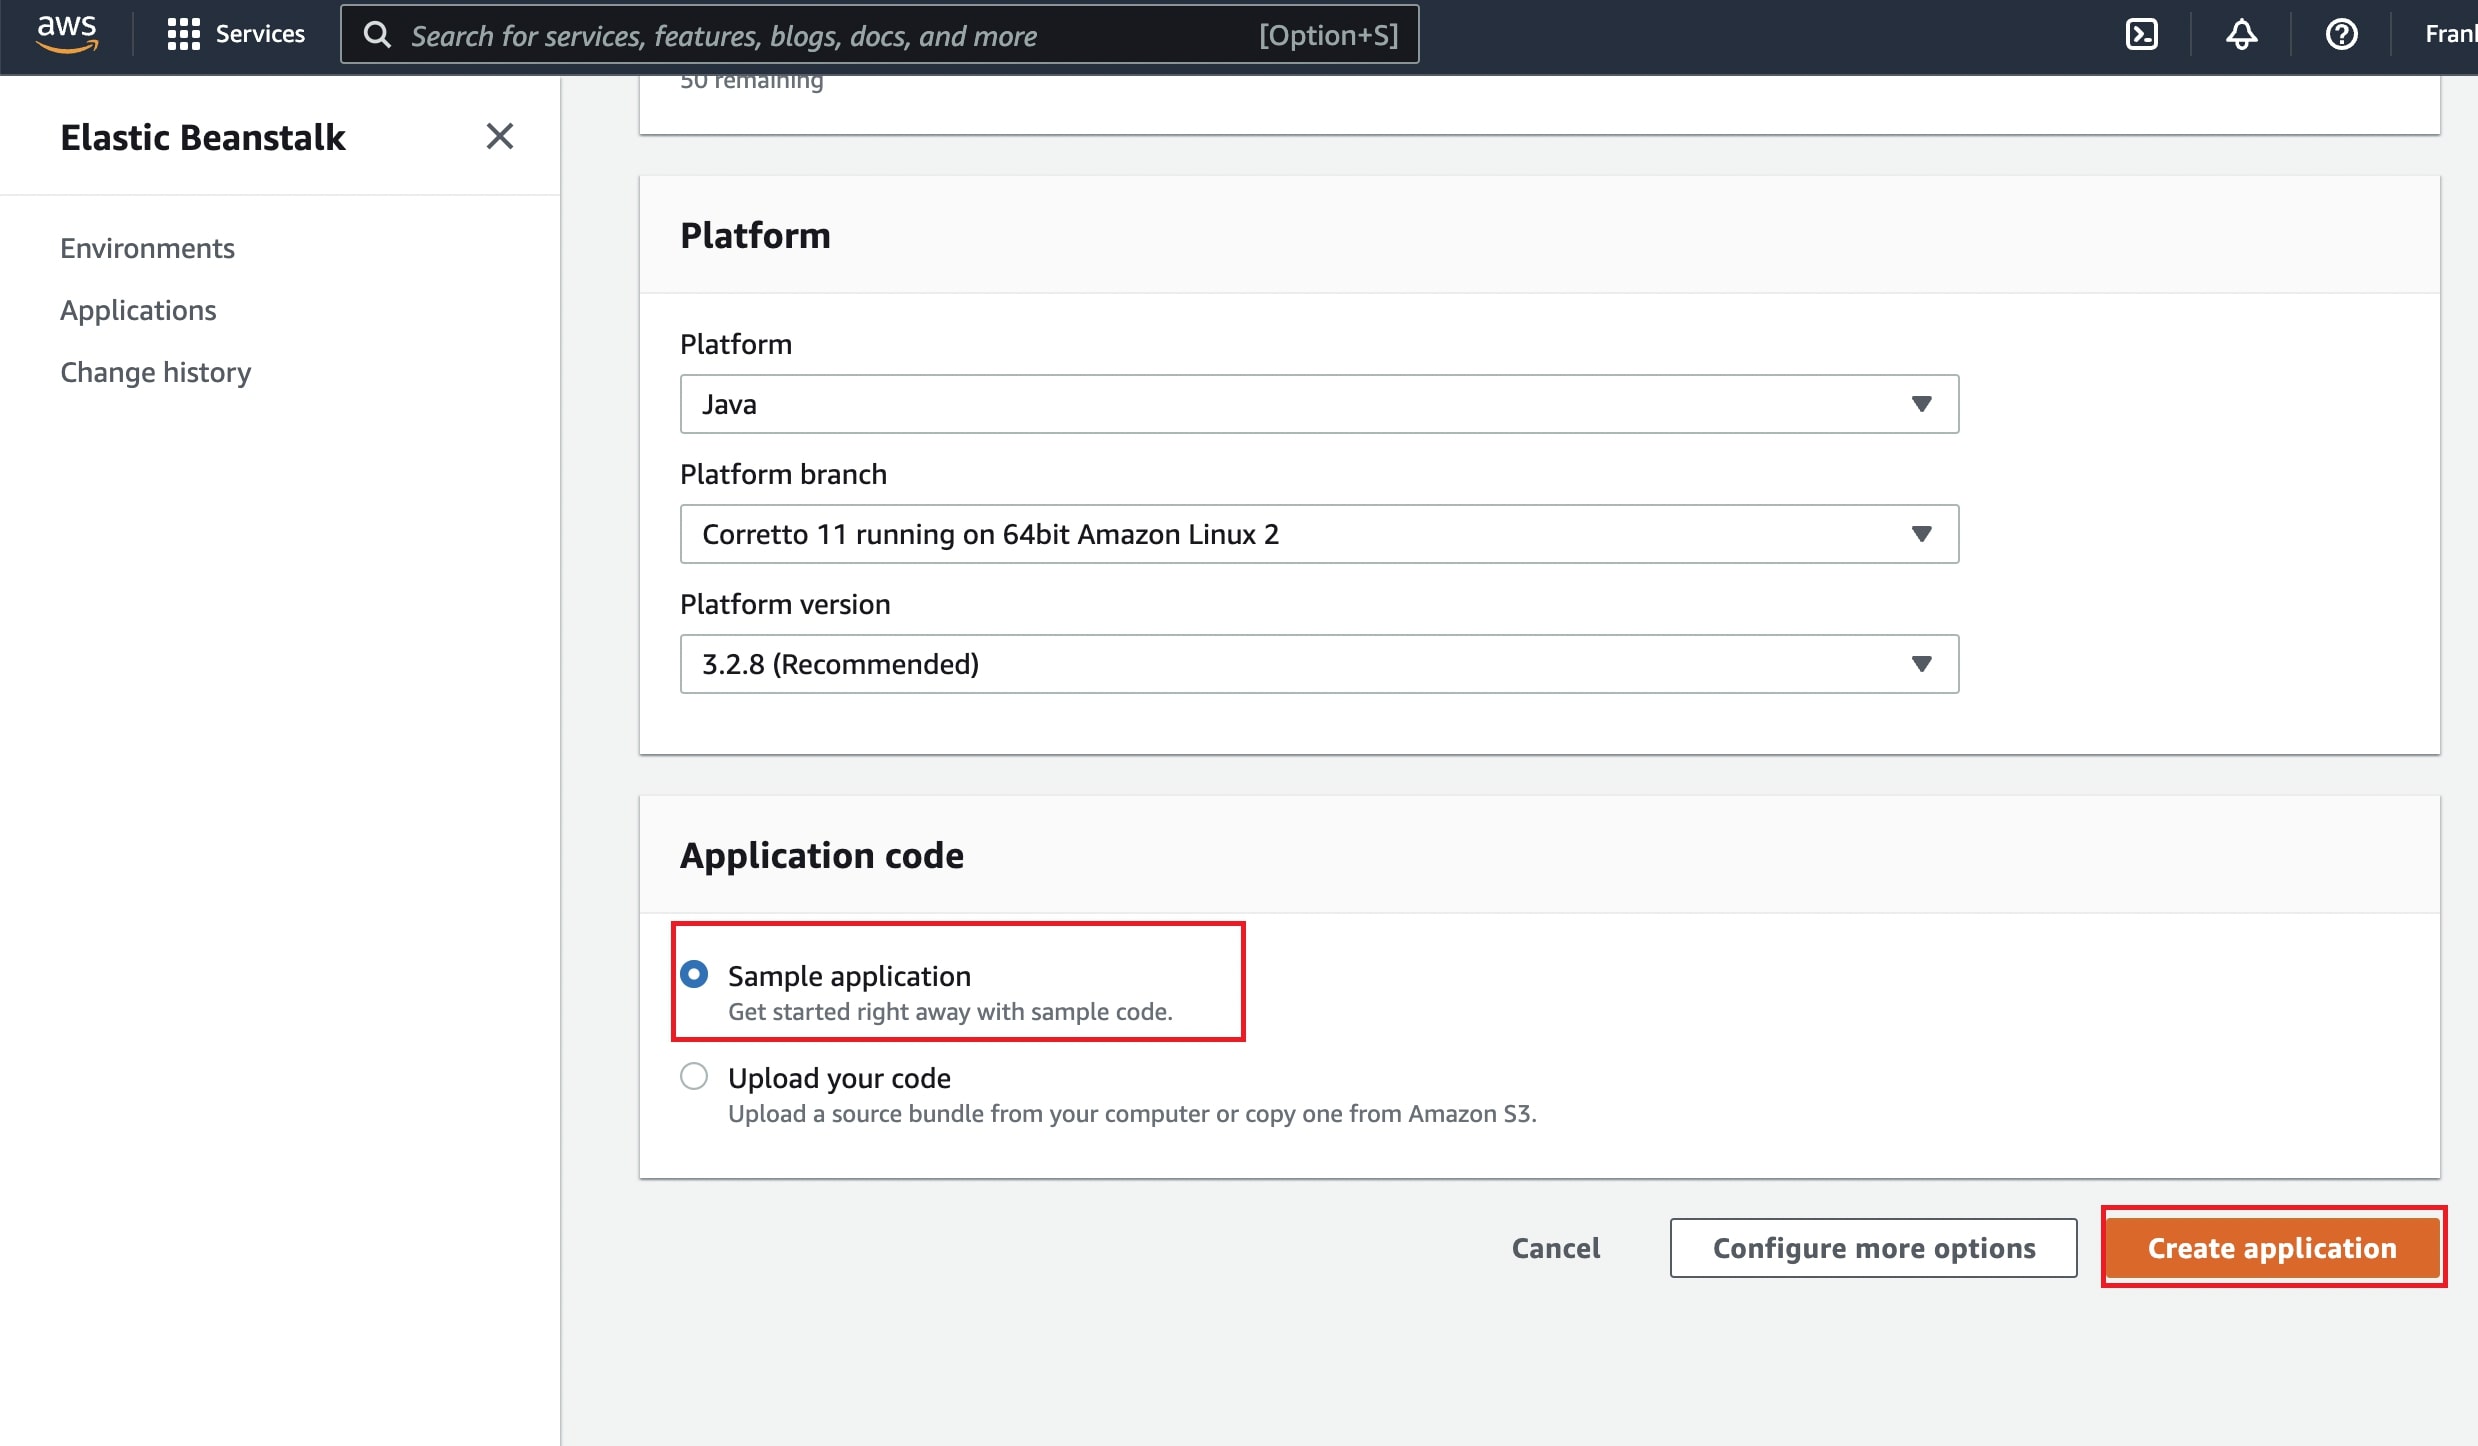 aws
Services
Search for services, features, blogs, docs, and more
[Option+S]
Elastic Beanstalk
Environments
Applications
Change history
50 remaining
Platform
Platform
Java
Platform branch
Corretto 11 running on 64bit Amazon Linux 2
Platform version
3.2.8 (Recommended)
Application code
Sample application
Get started right away with sample code.
Upload your code
Upload a source bundle from your computer or copy one from Amazon S3.
Cancel
Configure more options
Create application